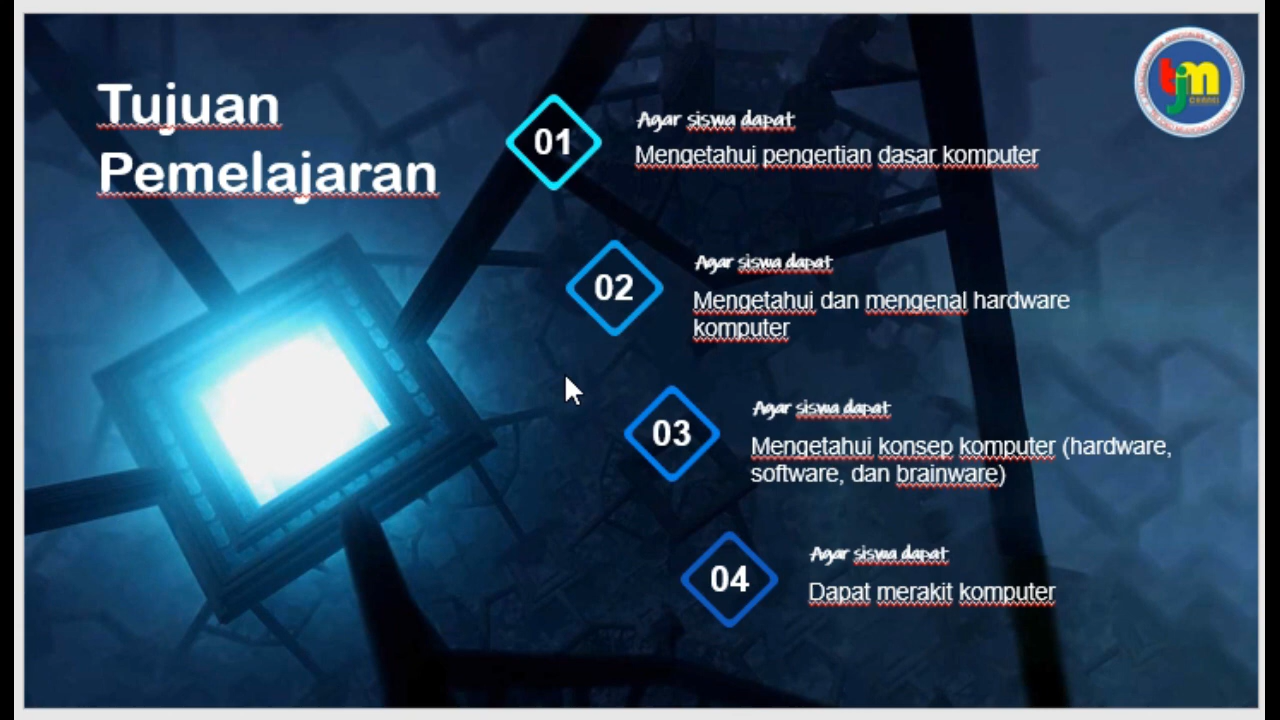 Tujuan
Pemelajaran
01
Agar siswa dapat
Mengetahui pengertian dasar komputer
02
Agar siswa dapat
Mengetahui dan mengenal hardware
komputer
03
Agar siswa dapat
Mengetahui konsep komputer (hardware,
software, dan brainware)
04
Agar siswa dapat
Dapat merakit komputer
tjm